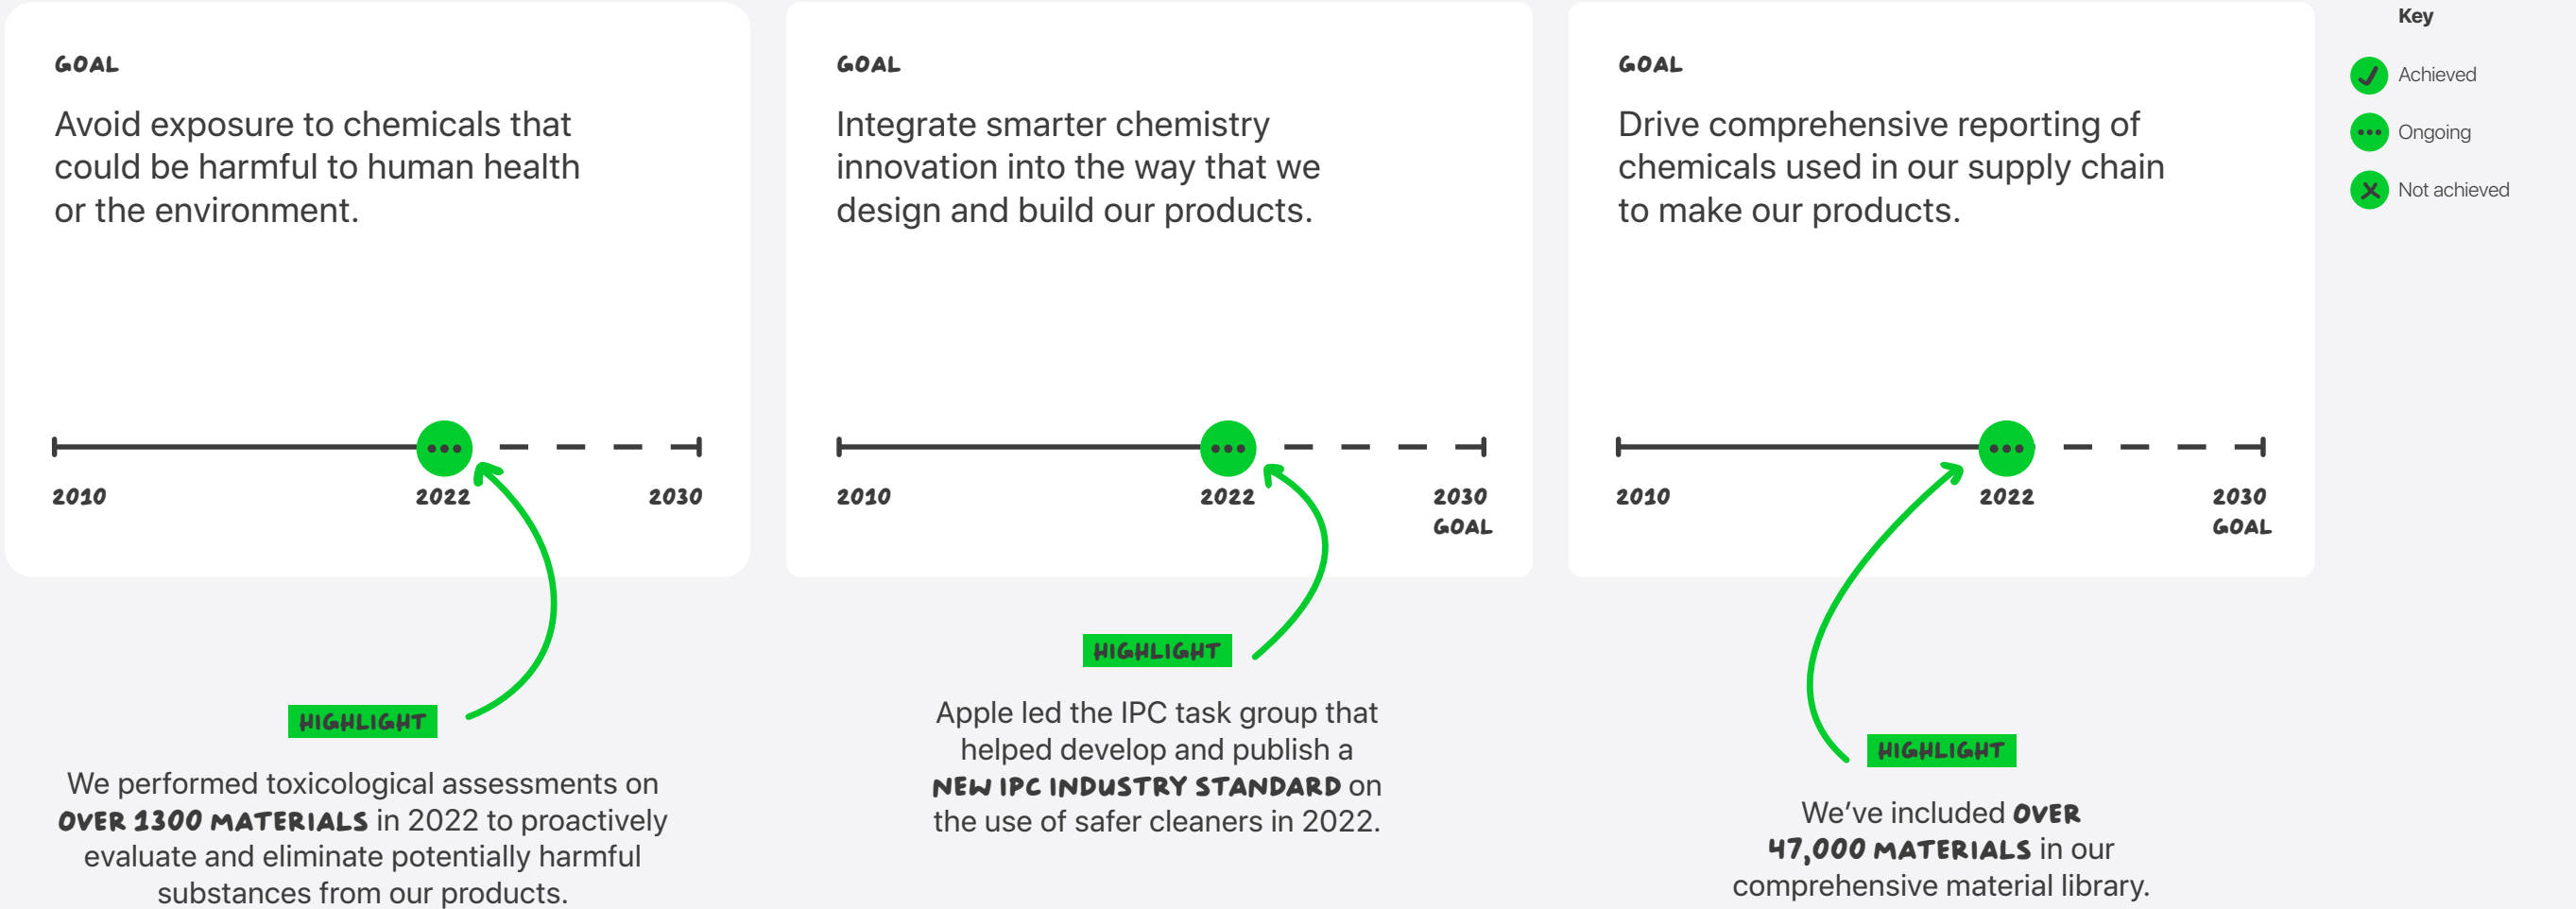 GOAL
Avoid exposure to chemicals that
could be harmful to human health
or the environment.
2010
2022
2030
HIGHLIGHT
We performed toxicological assessments on
OVER 1300 MATERIALS in 2022 to proactively
evaluate and eliminate potentially harmful
substances from our products.
GOAL
Integrate smarter chemistry
innovation into the way that we
design and build our products.
2010
2022
2030
GOAL
HIGHLIGHT
Apple led the IPC task group that
helped develop and publish a
NEW IPC INDUSTRY STANDARD on
the use of safer cleaners in 2022.
GOAL
Drive comprehensive reporting of
chemicals used in our supply chain
to make our products.
2010
2022
2030
GOAL
HIGHLIGHT
We’ve included OVER
47,000 MATERIALS in our
comprehensive material library.
Key
Achieved
Ongoing
Not achieved